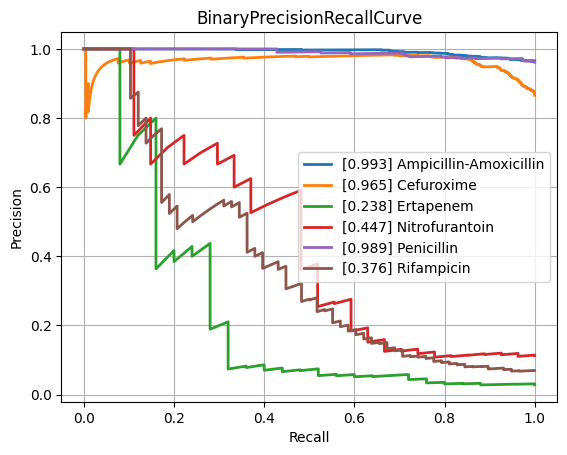 BinaryPrecisionRecallCurve
Precision
1.0
0.8
0.6
0.4
0.2
0.0
[0.993] Ampicillin-Amoxicillin
[0.965] Cefuroxime
[0.238] Ertapenem
[0.447] Nitrofurantoin
[0.989] Penicillin
[0.376] Rifampicin
0.0 0.2 0.4 0.6 0.8 1.0
Recall